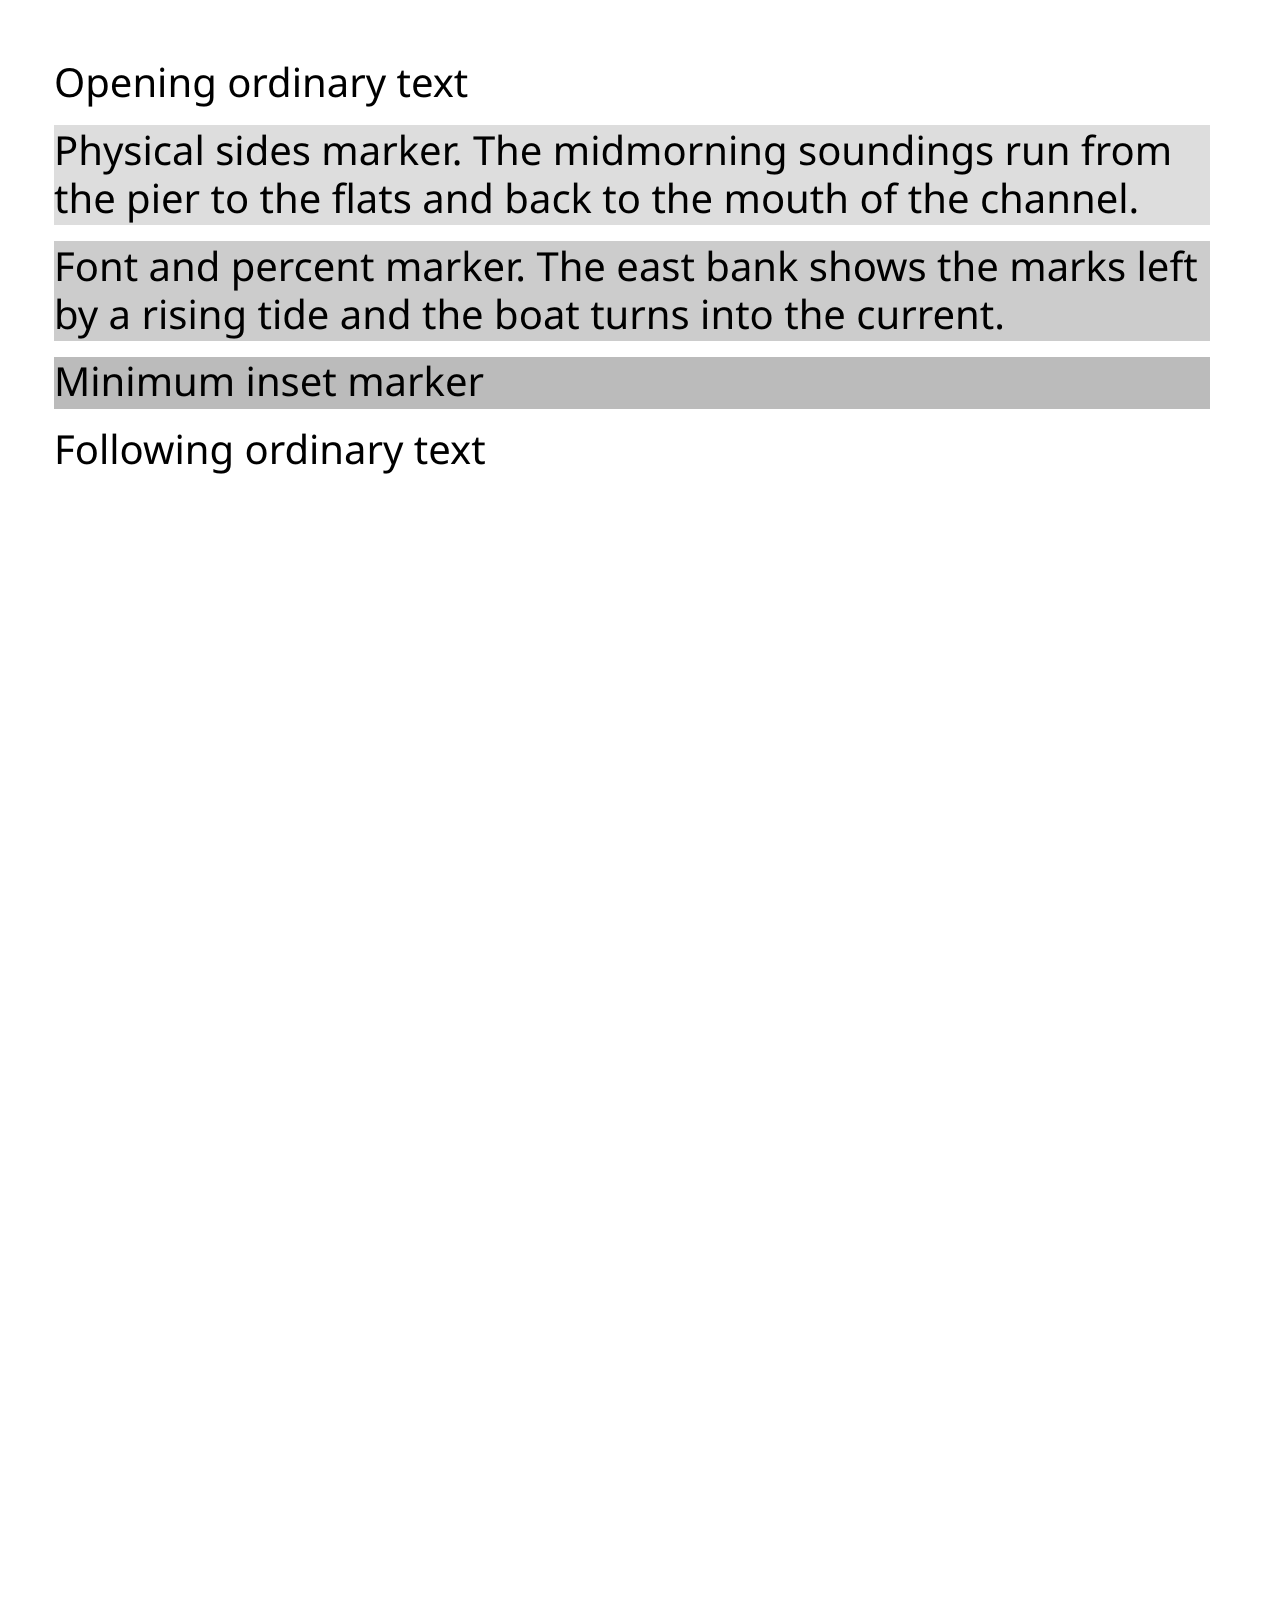 Opening ordinary text
Physical sides marker. The midmorning soundings run from
the pier to the flats and back to the mouth of the channel.
Font and percent marker. The east bank shows the marks left
by a rising tide and the boat turns into the current.
Minimum inset marker
Following ordinary text